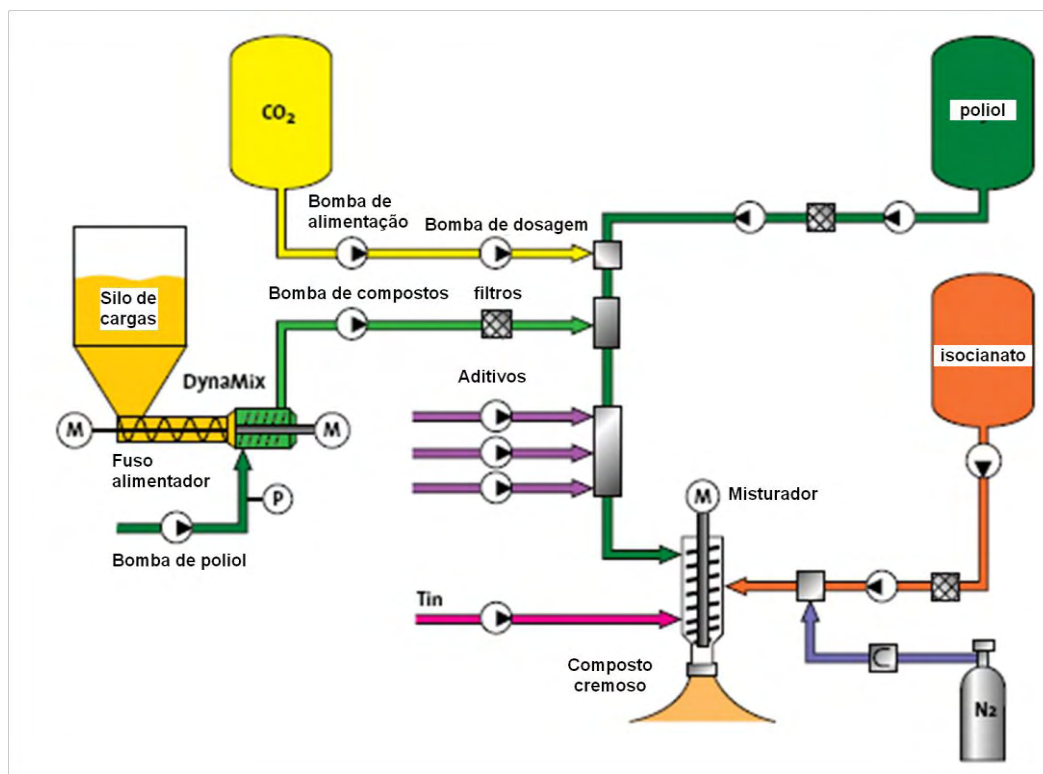 CO₂
poliol
Bomba de
alimentação
Bomba de dosagem
Silo de
cargas
Bomba de compostos
filtros
isocianato
DynaMix
Aditivos
M
M
Fuso
alimentador
P
M
Misturador
Bomba de poliol
Tin
Composto
cremoso
N₂